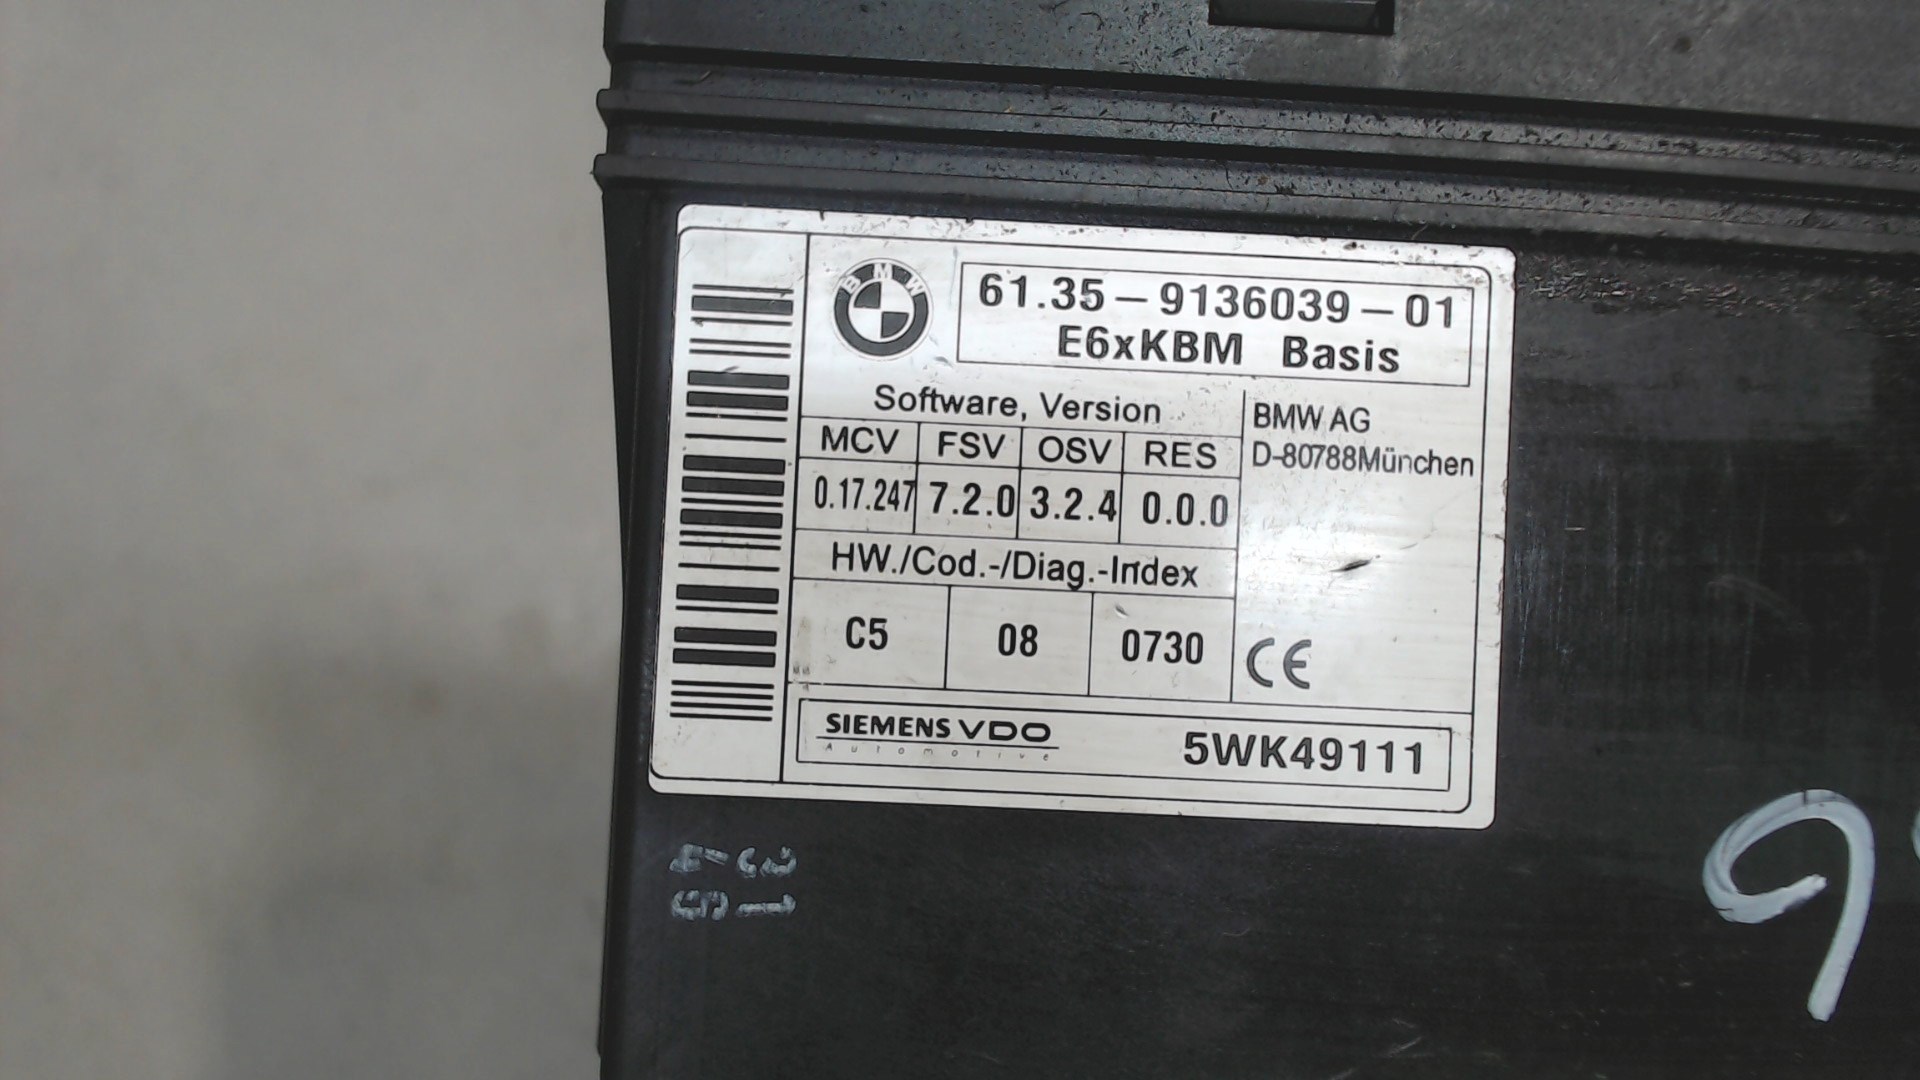 BMW
61.35-9136039-01
E6xKBM Basis
Software, Version
BMW AG
MCV FSV OSV RES
D-80788München
0.17.247 7.2.0 3.2.4 0.0.0
HW./Cod.-/Diag.-Index
C5 08 0730
CE
SIEMENS VDO
Automotive
5WK49111
9